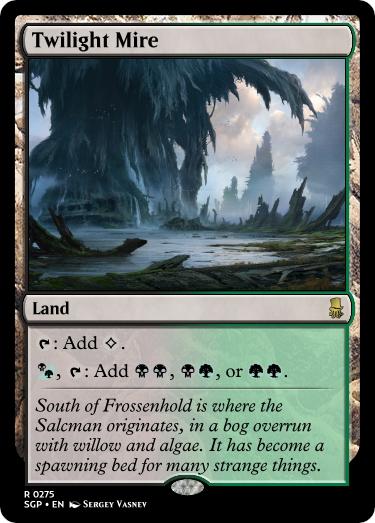 Twilight Mire
Land
: Add .
, : Add , , or .
South of Frossenhold is where the
Salcman originates, in a bog overrun
with willow and algae. It has become a
spawning bed for many strange things.
R 0275
SGP • EN Sergey Vasnev